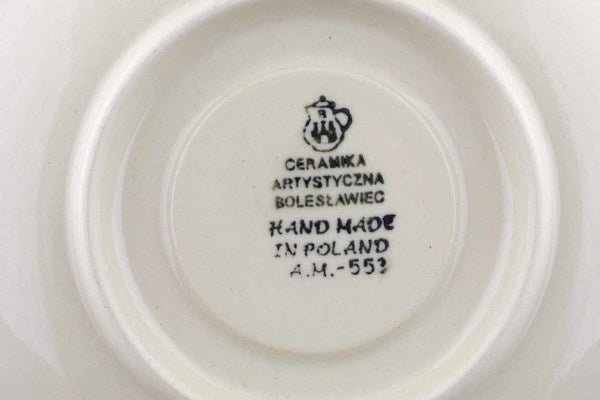 CERAMIKA
ARTYSTYCZNA
BOLESŁAWIEC
HAND MADE
IN POLAND
A.M.-553